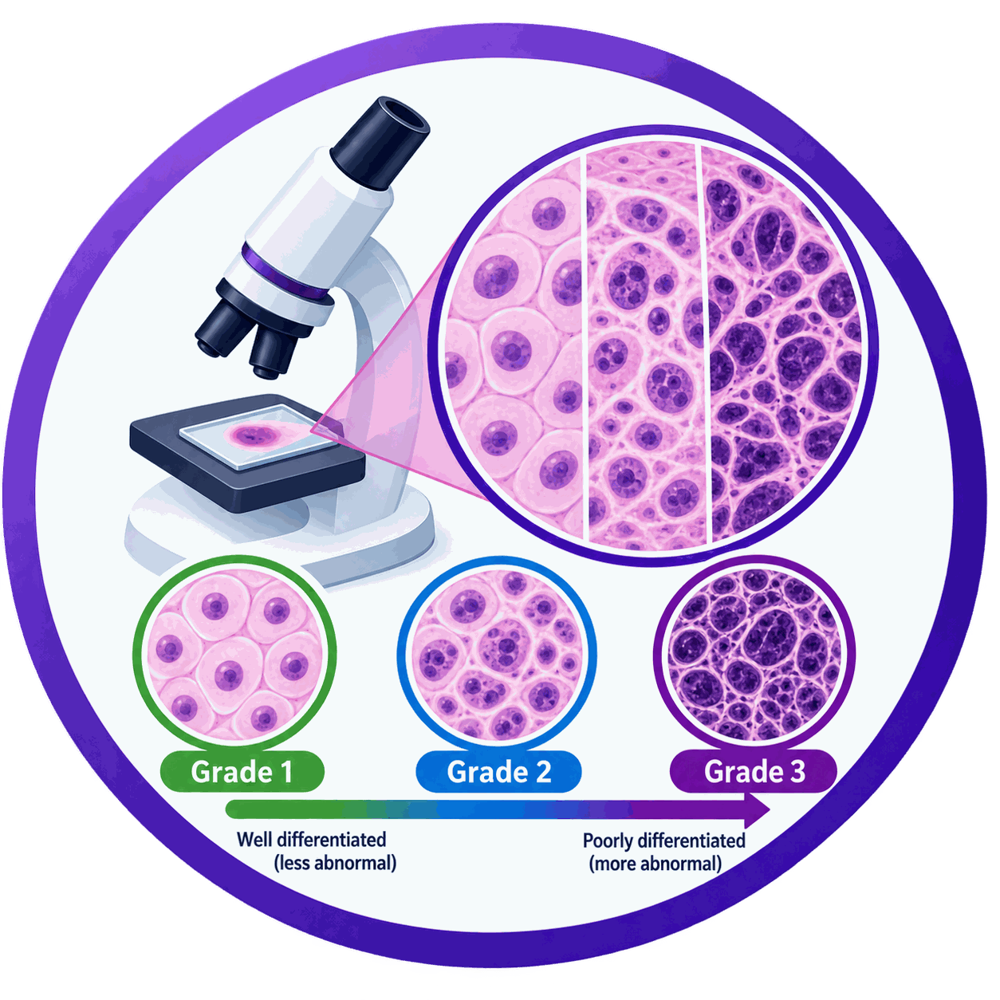 Grade 1
Grade 2
Grade 3
Well differentiated
(less abnormal)
Poorly differentiated
(more abnormal)